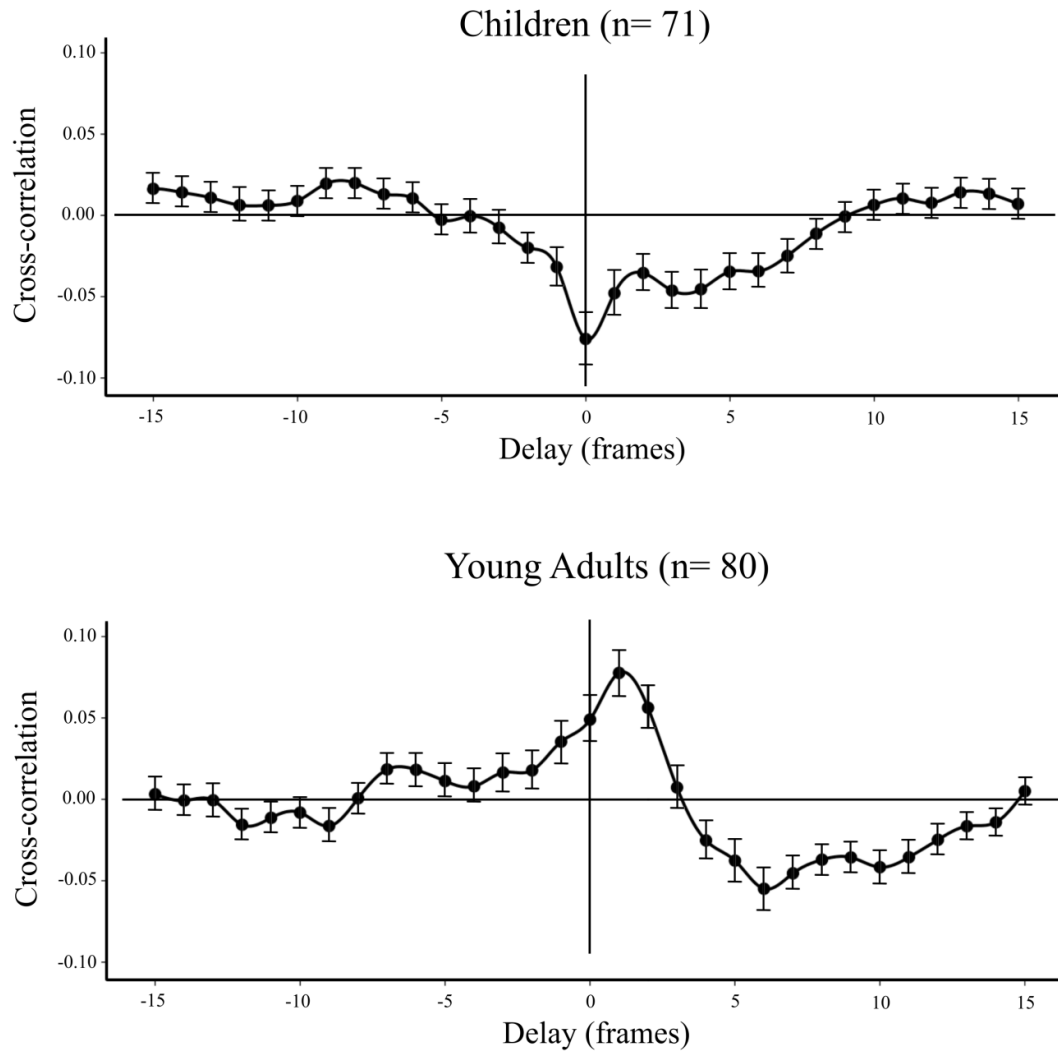 Children (n= 71)
0.10
0.05
0.00
-0.05
-0.10
Cross-correlation
-15 -10 -5 0 5 10 15
Delay (frames)
Young Adults (n= 80)
0.10
0.05
0.00
-0.05
-0.10
Cross-correlation
-15 -10 -5 0 5 10 15
Delay (frames)